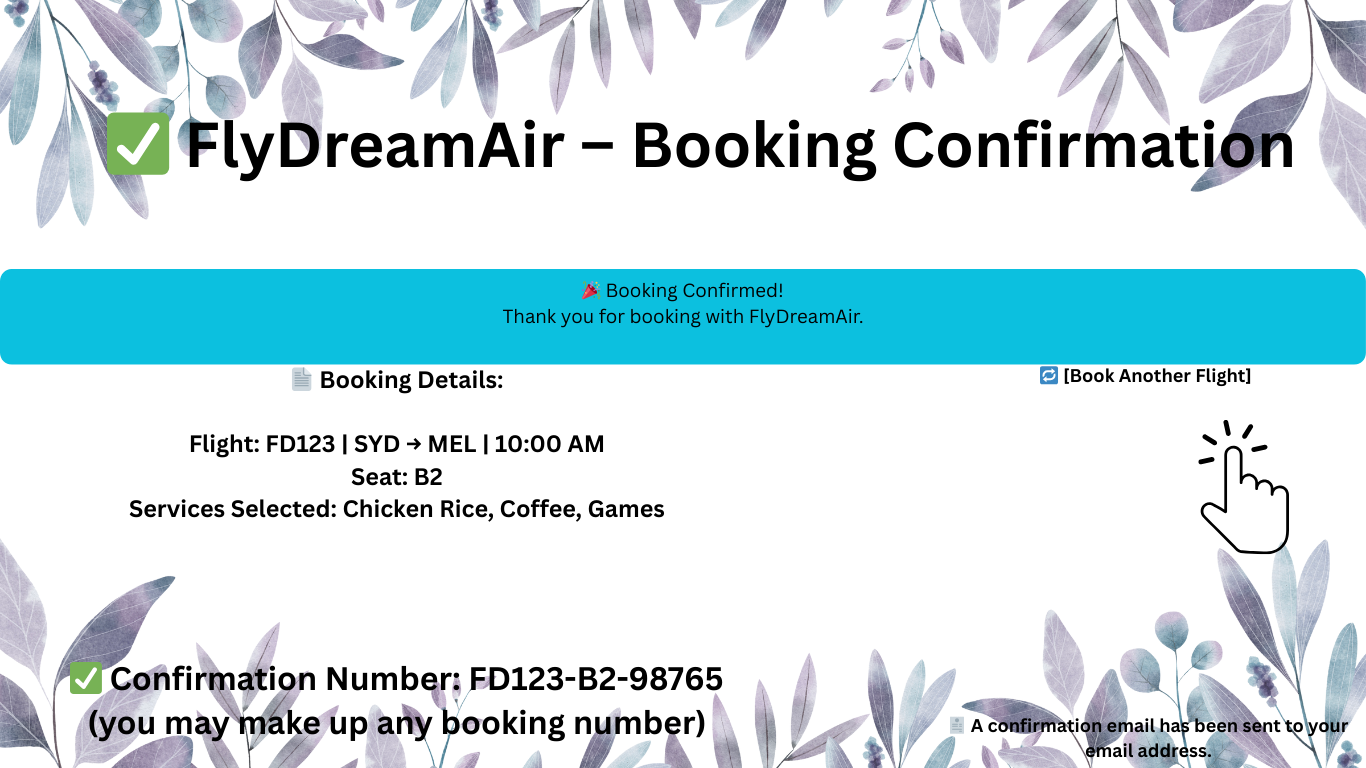 ✅ FlyDreamAir – Booking Confirmation
🎉 Booking Confirmed!
Thank you for booking with FlyDreamAir.
📄 Booking Details:
Flight: FD123 | SYD → MEL | 10:00 AM
Seat: B2
Services Selected: Chicken Rice, Coffee, Games
🔁 [Book Another Flight]
✅ Confirmation Number: FD123-B2-98765
(you may make up any booking number)
🧾 A confirmation email has been sent to your
email address.